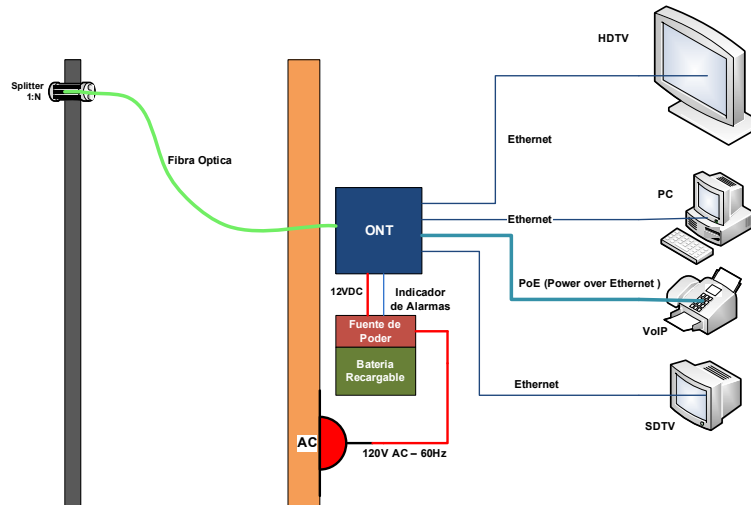 HDTV
Splitter
1:N
Ethernet
Fibra Optica
PC
Ethernet
ONT
PoE (Power over Ethernet )
12VDC
Indicador
de Alarmas
VoIP
Fuente de
Poder
Bateria
Recargable
Ethernet
SDTV
AC
120V AC – 60Hz